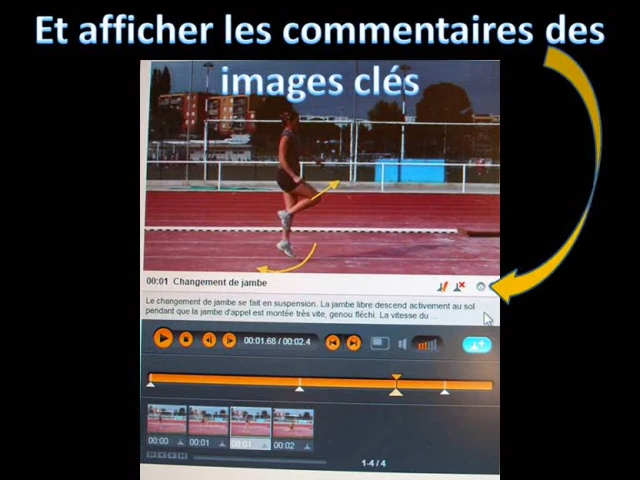 Et afficher les commentaires des
images clés
00:01 Changement de jambe
Le changement de jambe se fait en suspension. La jambe libre descend activement au sol
pendant que la jambe d'appel est montée très vite, genou fléchi. La vitesse du ...
00:01.68 / 00:02.4
00:00 00:01 00:01 00:02
1-4 / 4